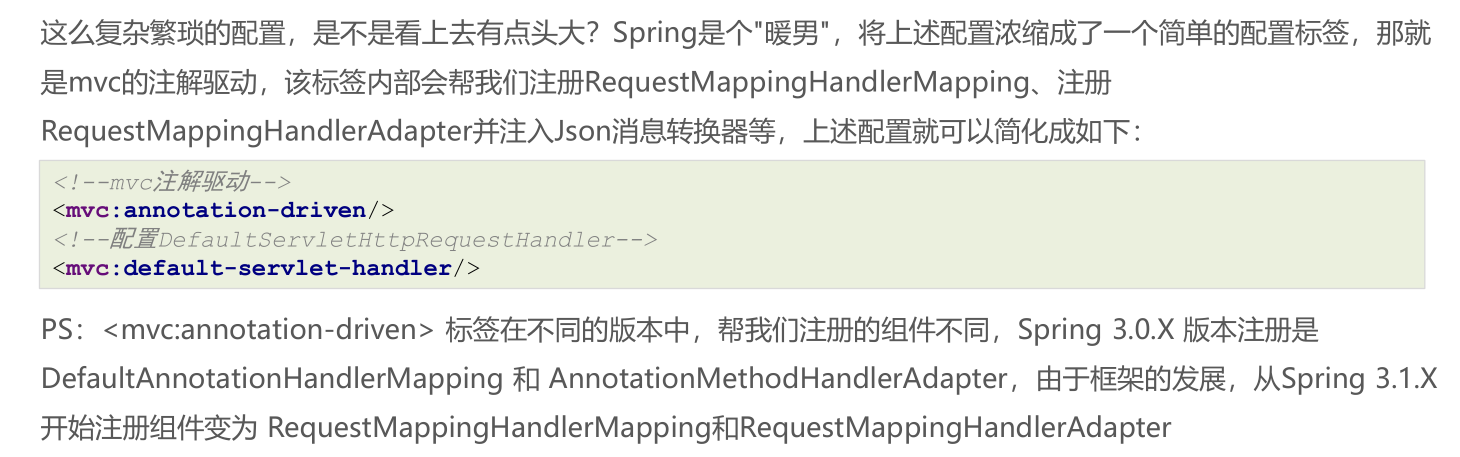 这么复杂繁琐的配置，是不是看上去有点头大？Spring是个"暖男"，将上述配置浓缩成了一个简单的配置标签，那就
是mvc的注解驱动，该标签内部会帮我们注册RequestMappingHandlerMapping、注册
RequestMappingHandlerAdapter并注入Json消息转换器等，上述配置就可以简化成如下：
<!--mvc注解驱动-->
<mvc:annotation-driven/>
<!--配置DefaultServletHttpRequestHandler-->
<mvc:default-servlet-handler/>
PS：<mvc:annotation-driven> 标签在不同的版本中，帮我们注册的组件不同，Spring 3.0.X 版本注册是
DefaultAnnotationHandlerMapping 和 AnnotationMethodHandlerAdapter，由于框架的发展，从Spring 3.1.X
开始注册组件变为 RequestMappingHandlerMapping和RequestMappingHandlerAdapter